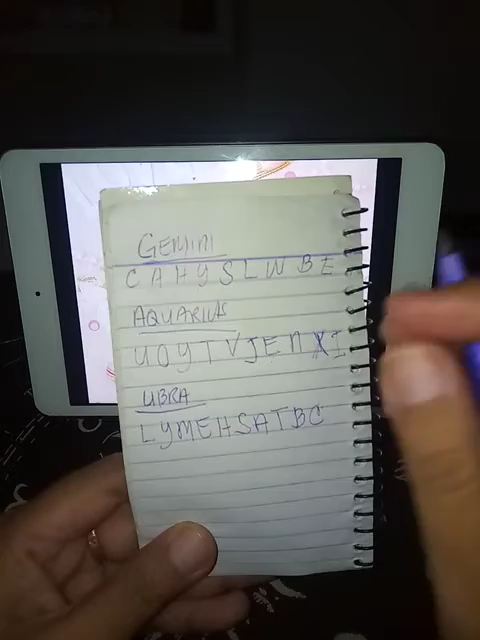 GEMINI
C A H Y S L W B E
AQUARIUS
U O Y T V J E N X I
LIBRA
L Y M E H S A T B C